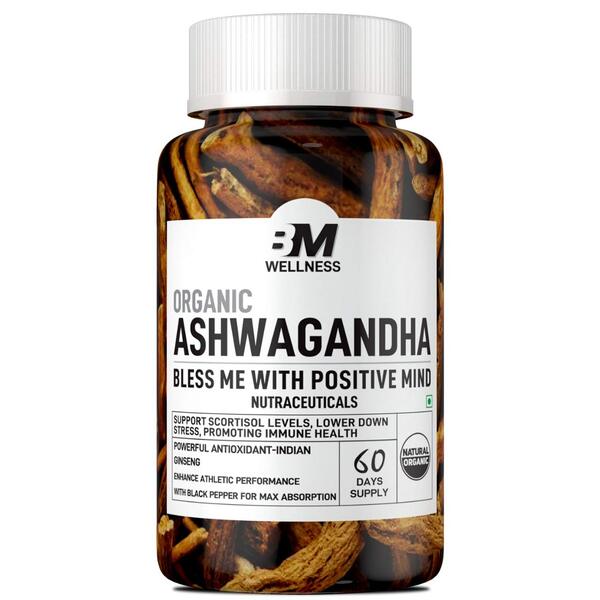 BM
WELLNESS
ORGANIC
ASHWAGANDHA
BLESS ME WITH POSITIVE MIND
NUTRACEUTICALS
SUPPORT SCORTISOL LEVELS, LOWER DOWN
STRESS, PROMOTING IMMUNE HEALTH
POWERFUL ANTIOXIDANT-INDIAN
GINSENG
ENHANCE ATHLETIC PERFORMANCE
WITH BLACK PEPPER FOR MAX ABSORPTION
60
DAYS
SUPPLY
NATURAL
ORGANIC